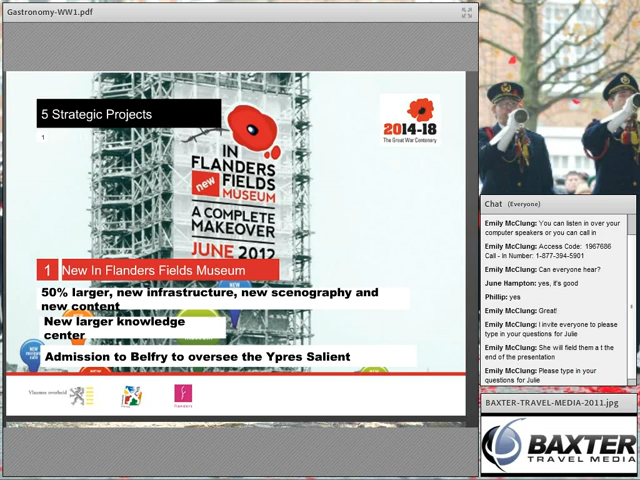 Gastronomy-WW1.pdf
5 Strategic Projects
1
2014-18
The Great War Centenary
IN
FLANDERS
new FIELDS
MUSEUM
A COMPLETE
MAKEOVER
JUNE 2012
1 New In Flanders Fields Museum
50% larger, new infrastructure, new scenography and
new content
New larger knowledge
center
Admission to Belfry to oversee the Ypres Salient
Vlaamse overheid
flanders
Chat (Everyone)
Emily McClung: You can listen in over your
computer speakers or you can call in
Emily McClung: Access Code: 1967686
Call - in Number: 1-877-394-5901
Emily McClung: Can everyone hear?
June Hampton: yes, it's good
Phillip: yes
Emily McClung: Great!
Emily McClung: I invite everyone to please
type in your questions for Julie
Emily McClung: She will field them a t the
end of the presentation
Emily McClung: Please type in your
questions for Julie
BAXTER-TRAVEL-MEDIA-2011.jpg
BAXTER
TRAVEL MEDIA